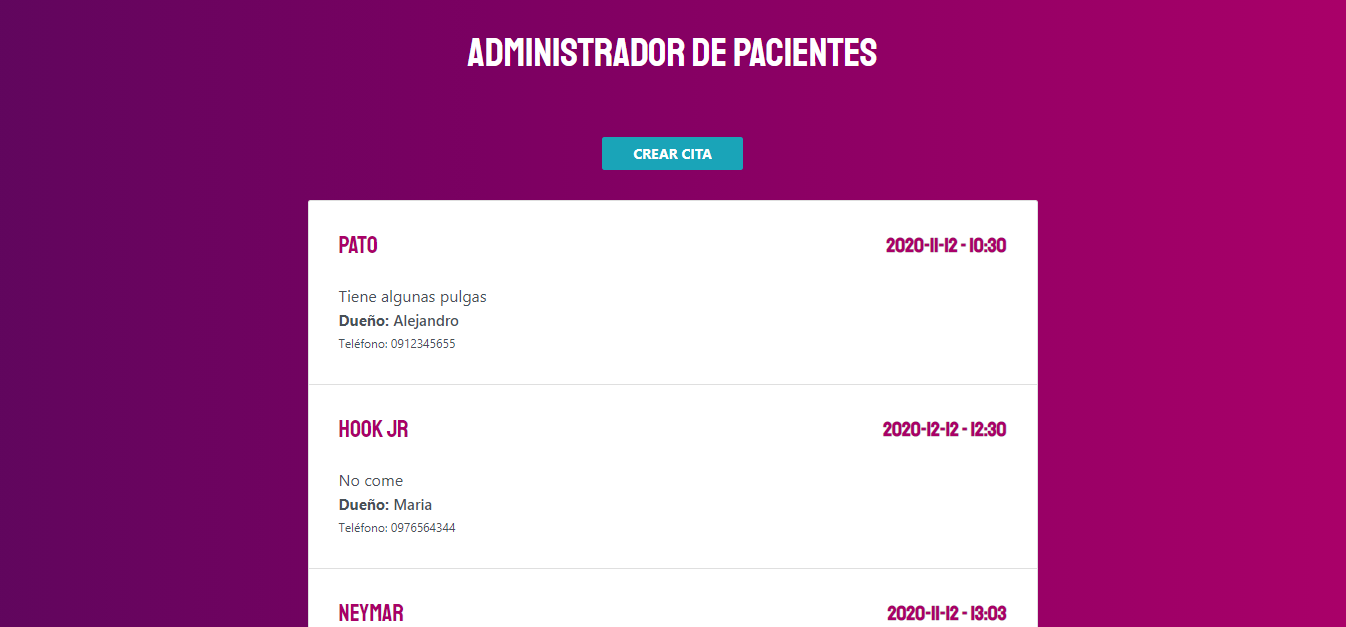 ADMINISTRADOR DE PACIENTES
CREAR CITA
PATO
2020-11-12 - 10:30
Tiene algunas pulgas
Dueño: Alejandro
Teléfono: 0912345655
HOOK JR
2020-12-12 - 12:30
No come
Dueño: Maria
Teléfono: 0976564344
NEYMAR
2020-11-12 - 13:03